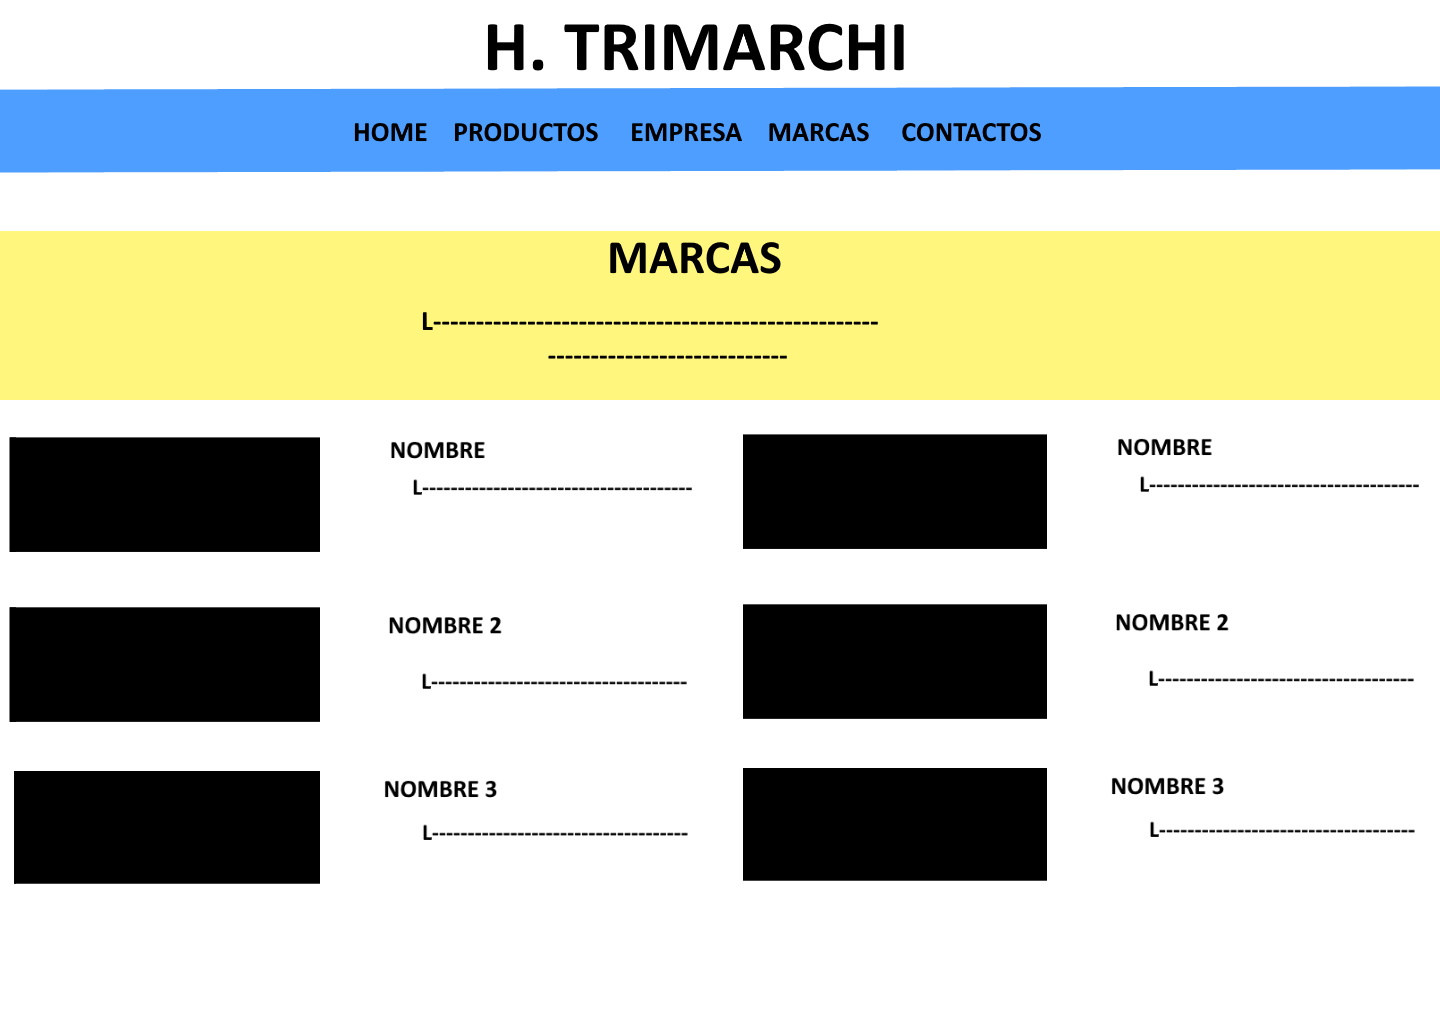 H. TRIMARCHI
HOME PRODUCTOS EMPRESA MARCAS CONTACTOS
MARCAS
L----------------------------------------------------
----------------------------
NOMBRE
L--------------------------------------
NOMBRE
L--------------------------------------
NOMBRE 2
L------------------------------------
NOMBRE 2
L------------------------------------
NOMBRE 3
L------------------------------------
NOMBRE 3
L------------------------------------